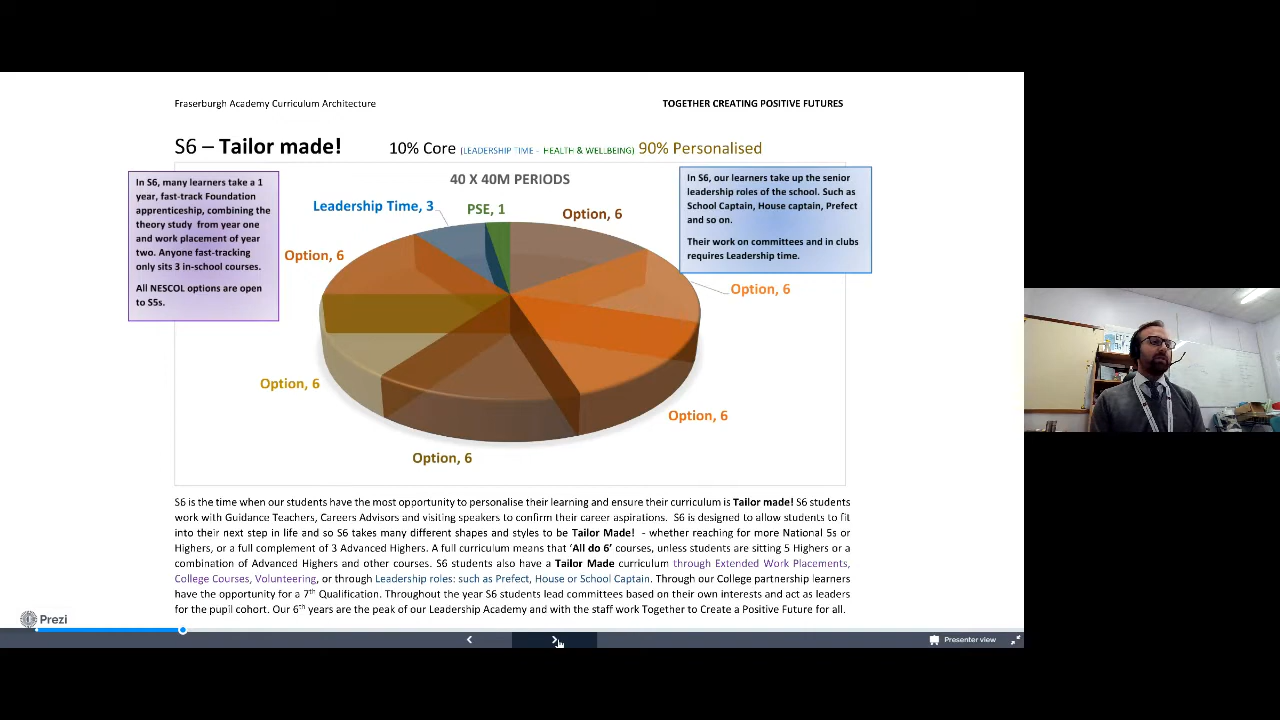 Fraserburgh Academy Curriculum Architecture
TOGETHER CREATING POSITIVE FUTURES
S6 – Tailor made!
10% Core (LEADERSHIP TIME - HEALTH & WELLBEING) 90% Personalised
In S6, many learners take a 1
year, fast-track Foundation
apprenticeship, combining the
theory study from year one
and work placement of year
two. Anyone fast-tracking
only sits 3 in-school courses.
All NESCOL options are open
to S5s.
40 X 40M PERIODS
Leadership Time, 3
PSE, 1
Option, 6
Option, 6
Option, 6
Option, 6
Option, 6
Option, 6
In S6, our learners take up the senior
leadership roles of the school. Such as
School Captain, House captain, Prefect
and so on.
Their work on committees and in clubs
requires Leadership time.
S6 is the time when our students have the most opportunity to personalise their learning and ensure their curriculum is Tailor made! S6 students
work with Guidance Teachers, Careers Advisors and visiting speakers to confirm their career aspirations. S6 is designed to allow students to fit
into their next step in life and so S6 takes many different shapes and styles to be Tailor Made! - whether reaching for more National 5s or
Highers, or a full complement of 3 Advanced Highers. A full curriculum means that 'All do 6' courses, unless students are sitting 5 Highers or a
combination of Advanced Highers and other courses. S6 students also have a Tailor Made curriculum through Extended Work Placements,
College Courses, Volunteering, or through Leadership roles: such as Prefect, House or School Captain. Through our College partnership learners
have the opportunity for a 7th Qualification. Throughout the year S6 students lead committees based on their own interests and act as leaders
for the pupil cohort. Our 6th years are the peak of our Leadership Academy and with the staff work Together to Create a Positive Future for all.
Prezi
Presenter view